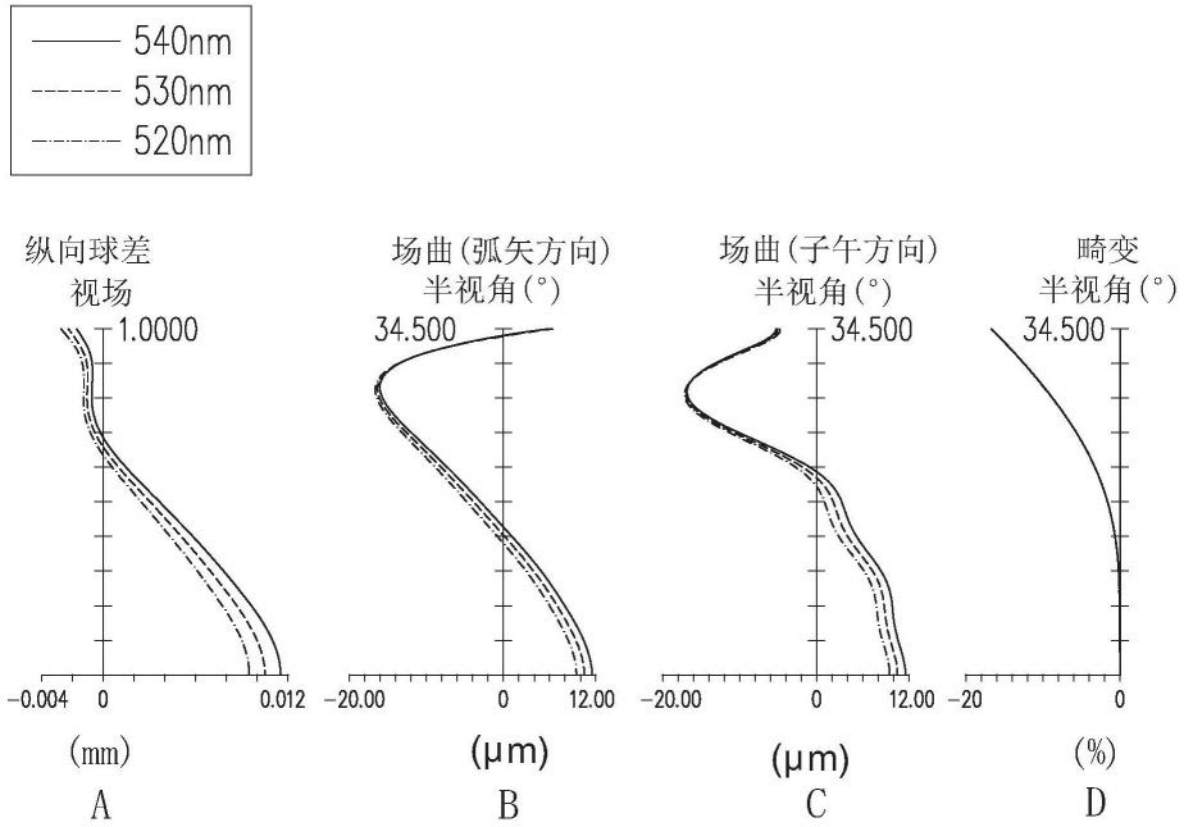 540nm
530nm
520nm
纵向球差
视场
1.0000
-0.004 0 0.012
(mm)
A
场曲(弧矢方向)
半视角(°)
34.500
-20.00 0 12.00
(μm)
B
场曲(子午方向)
半视角(°)
34.500
-20.00 0 12.00
(μm)
C
畸变
半视角(°)
34.500
-20 0
(%)
D